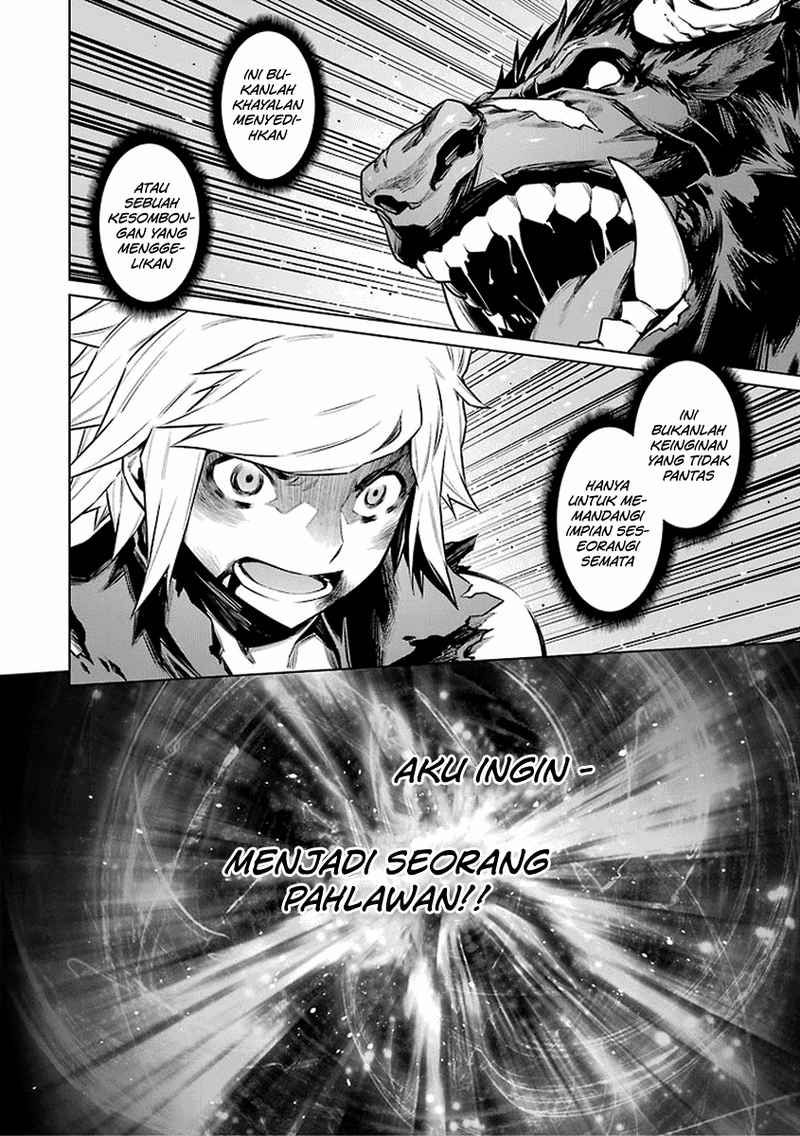 INI BU-
KANLAH
KHAYALAN
MENYEDI-
HKAN
ATAU
SEBUAH
KESOMBON-
GAN YANG
MENGGE-
LIKAN
INI
BUKANLAH
KEINGINAN
YANG TIDAK
PANTAS
HANYA
UNTUK ME-
MANDANGI
IMPIAN SES-
EORANGI
SEMATA
AKU INGIN -
MENJADI SEORANG
PAHLAWAN!!